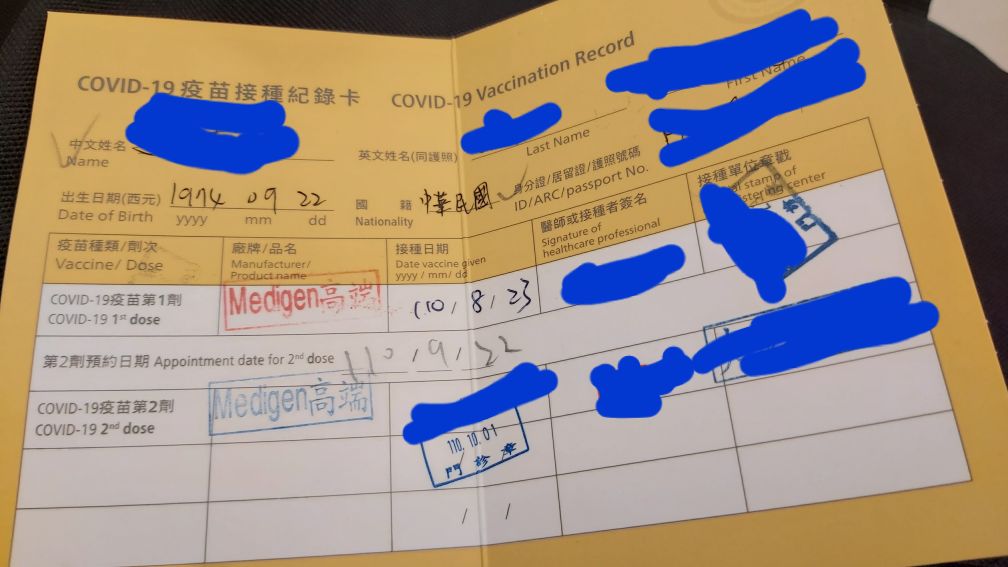 COVID-19疫苗接種紀錄卡
COVID-19 Vaccination Record
中文姓名
Name
英文姓名(同護照)
Last Name
First Name
出生日期(西元) 1974 09 22
Date of Birth yyyy mm dd
國籍 中華民國
Nationality
身分證/居留證/護照號碼
ID/ARC/passport No.
疫苗種類/劑次
Vaccine/ Dose
廠牌/品名
Manufacturer/
Product name
接種日期
Date vaccine given
yyyy / mm/ dd
醫師或接種者簽名
Signature of
healthcare professional
接種單位章戳
stamp of
center
COVID-19疫苗第1劑
COVID-19 1st dose
Medigen高端
110 / 8 / 23
第2劑預約日期 Appointment date for 2nd dose 110 / 9 / 22
COVID-19疫苗第2劑
COVID-19 2nd dose
Medigen高端
110.10.01
門診章
/ /